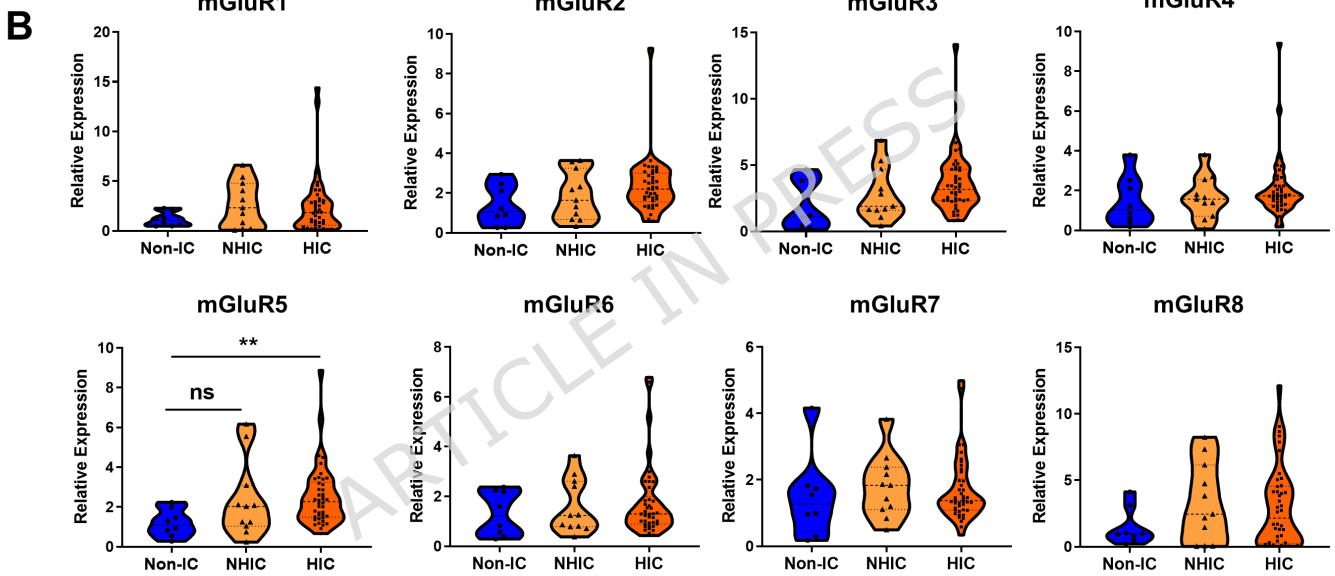 B
mGluR1
mGluR2
mGluR3
mGluR4
Relative Expression
20
15
10
5
0
Non-IC
NHIC
HIC
Relative Expression
10
8
6
4
2
0
Non-IC
NHIC
HIC
Relative Expression
15
10
5
0
Non-IC
NHIC
HIC
Relative Expression
10
8
6
4
2
0
Non-IC
NHIC
HIC
mGluR5
mGluR6
mGluR7
mGluR8
Relative Expression
10
8
6
4
2
0
**
ns
Non-IC
NHIC
HIC
Relative Expression
8
6
4
2
0
Non-IC
NHIC
HIC
Relative Expression
6
4
2
0
Non-IC
NHIC
HIC
Relative Expression
15
10
5
0
Non-IC
NHIC
HIC
ARTICLE IN PRESS